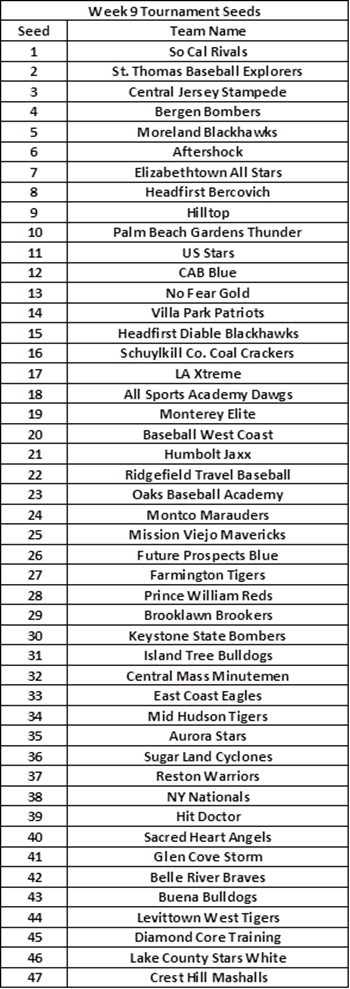 Week 9 Tournament Seeds
Seed Team Name
1 So Cal Rivals
2 St. Thomas Baseball Explorers
3 Central Jersey Stampede
4 Bergen Bombers
5 Moreland Blackhawks
6 Aftershock
7 Elizabethtown All Stars
8 Headfirst Bercovich
9 Hilltop
10 Palm Beach Gardens Thunder
11 US Stars
12 CAB Blue
13 No Fear Gold
14 Villa Park Patriots
15 Headfirst Diable Blackhawks
16 Schuylkill Co. Coal Crackers
17 LA Xtreme
18 All Sports Academy Dawgs
19 Monterey Elite
20 Baseball West Coast
21 Humbolt Jaxx
22 Ridgefield Travel Baseball
23 Oaks Baseball Academy
24 Montco Marauders
25 Mission Viejo Mavericks
26 Future Prospects Blue
27 Farmington Tigers
28 Prince William Reds
29 Brooklawn Brookers
30 Keystone State Bombers
31 Island Tree Bulldogs
32 Central Mass Minutemen
33 East Coast Eagles
34 Mid Hudson Tigers
35 Aurora Stars
36 Sugar Land Cyclones
37 Reston Warriors
38 NY Nationals
39 Hit Doctor
40 Sacred Heart Angels
41 Glen Cove Storm
42 Belle River Braves
43 Buena Bulldogs
44 Levittown West Tigers
45 Diamond Core Training
46 Lake County Stars White
47 Crest Hill Mashalls